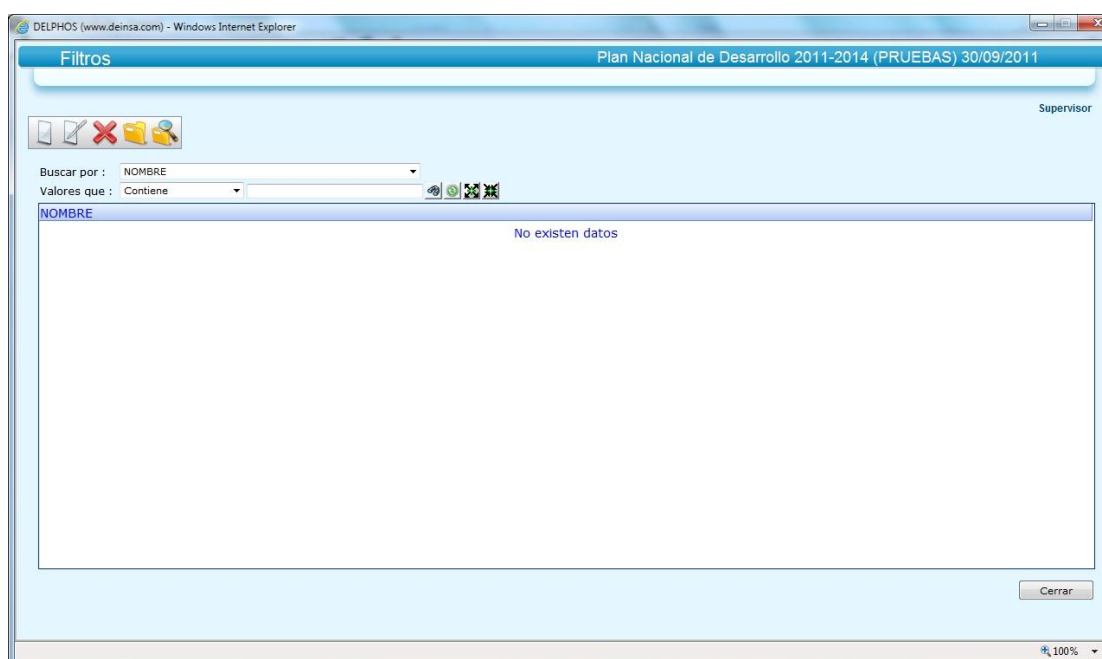 DELPHOS (www.deinsa.com) - Windows Internet Explorer
Filtros
Plan Nacional de Desarrollo 2011-2014 (PRUEBAS) 30/09/2011
Supervisor
Buscar por : NOMBRE
Valores que : Contiene
NOMBRE
No existen datos
Cerrar
100%